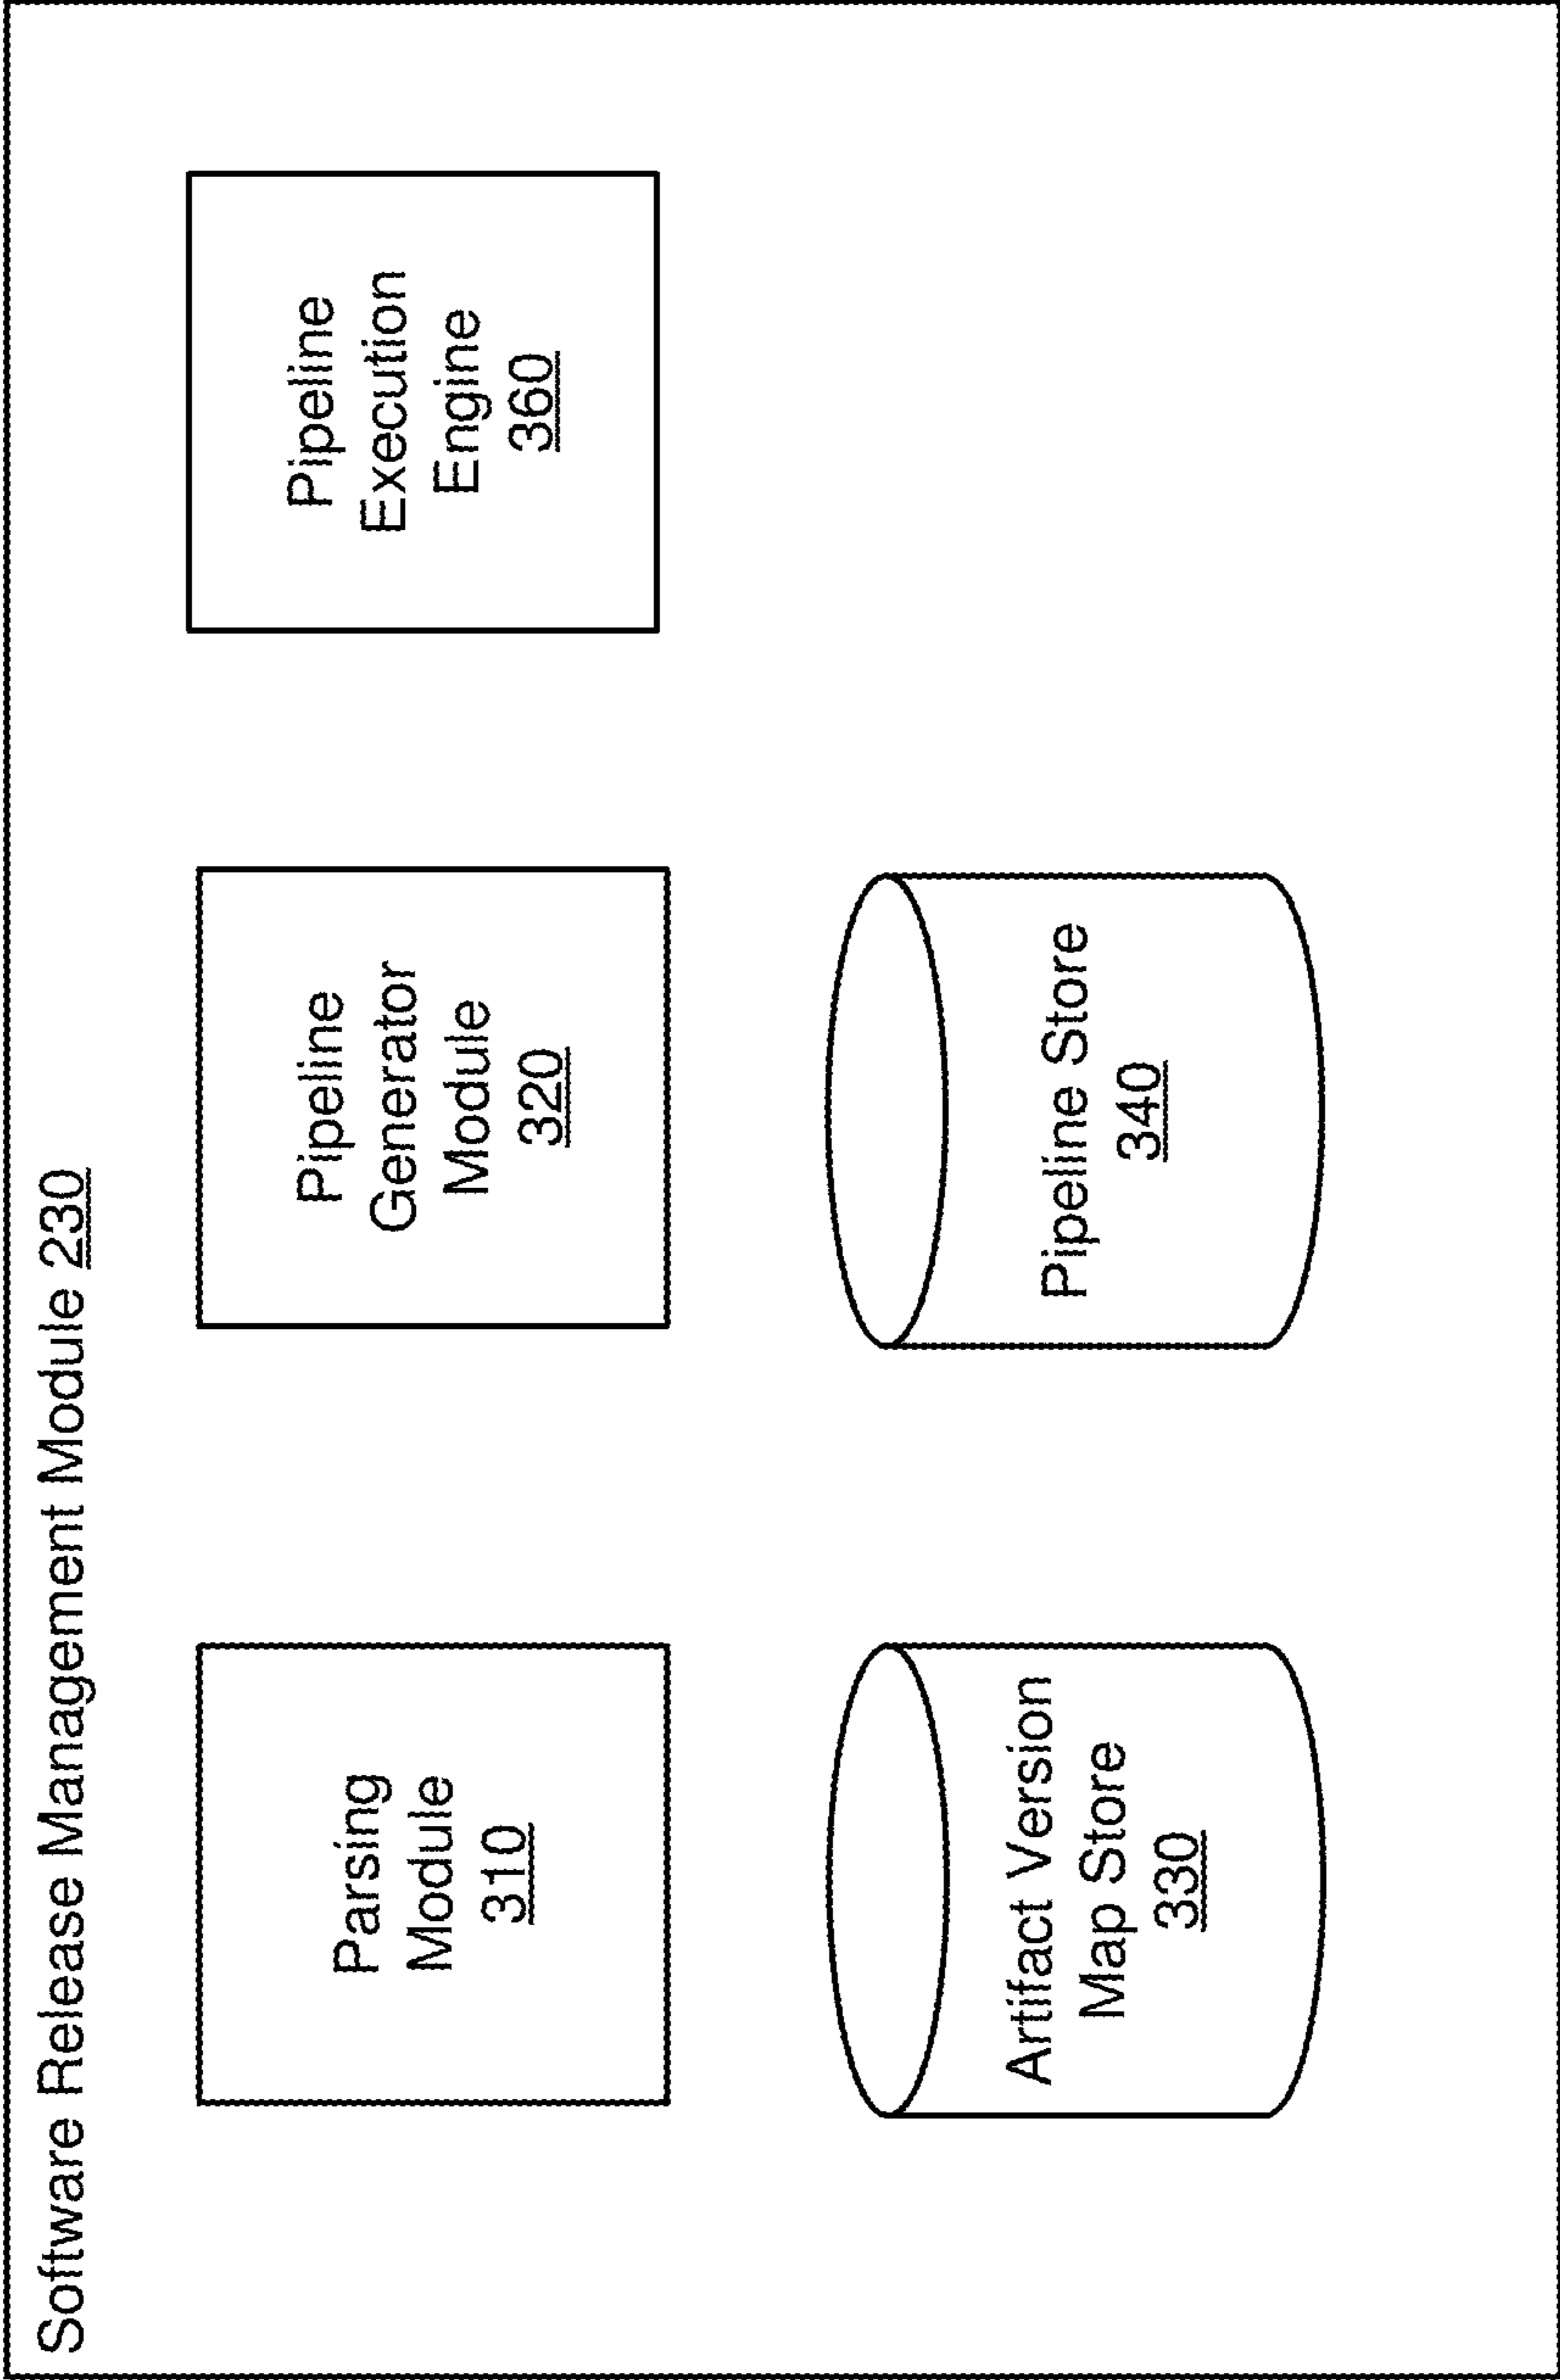 Software Release Management Module 230
Parsing
Module
310
Pipeline
Generator
Module
320
Pipeline
Execution
Engine
360
Artifact Version
Map Store
330
Pipeline Store
340